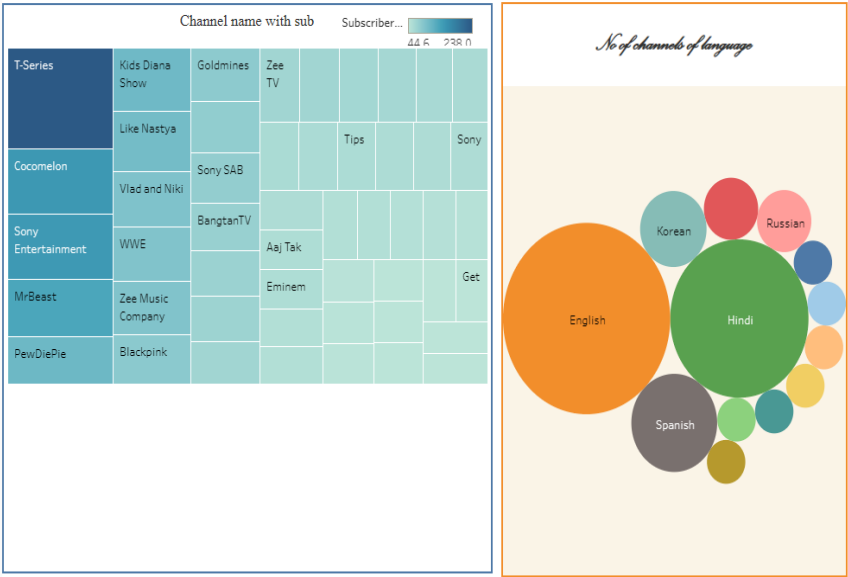 Channel name with sub
Subscriber...
44.6 238.0
T-Series
Cocomelon
Sony
Entertainment
MrBeast
PewDiePie
Kids Diana
Show
Like Nastya
Vlad and Niki
WWE
Zee Music
Company
Blackpink
Goldmines
Sony SAB
BangtanTV
Zee
TV
Tips
Sony
Aaj Tak
Eminem
Get
No of channels of language
Korean
Russian
English
Hindi
Spanish